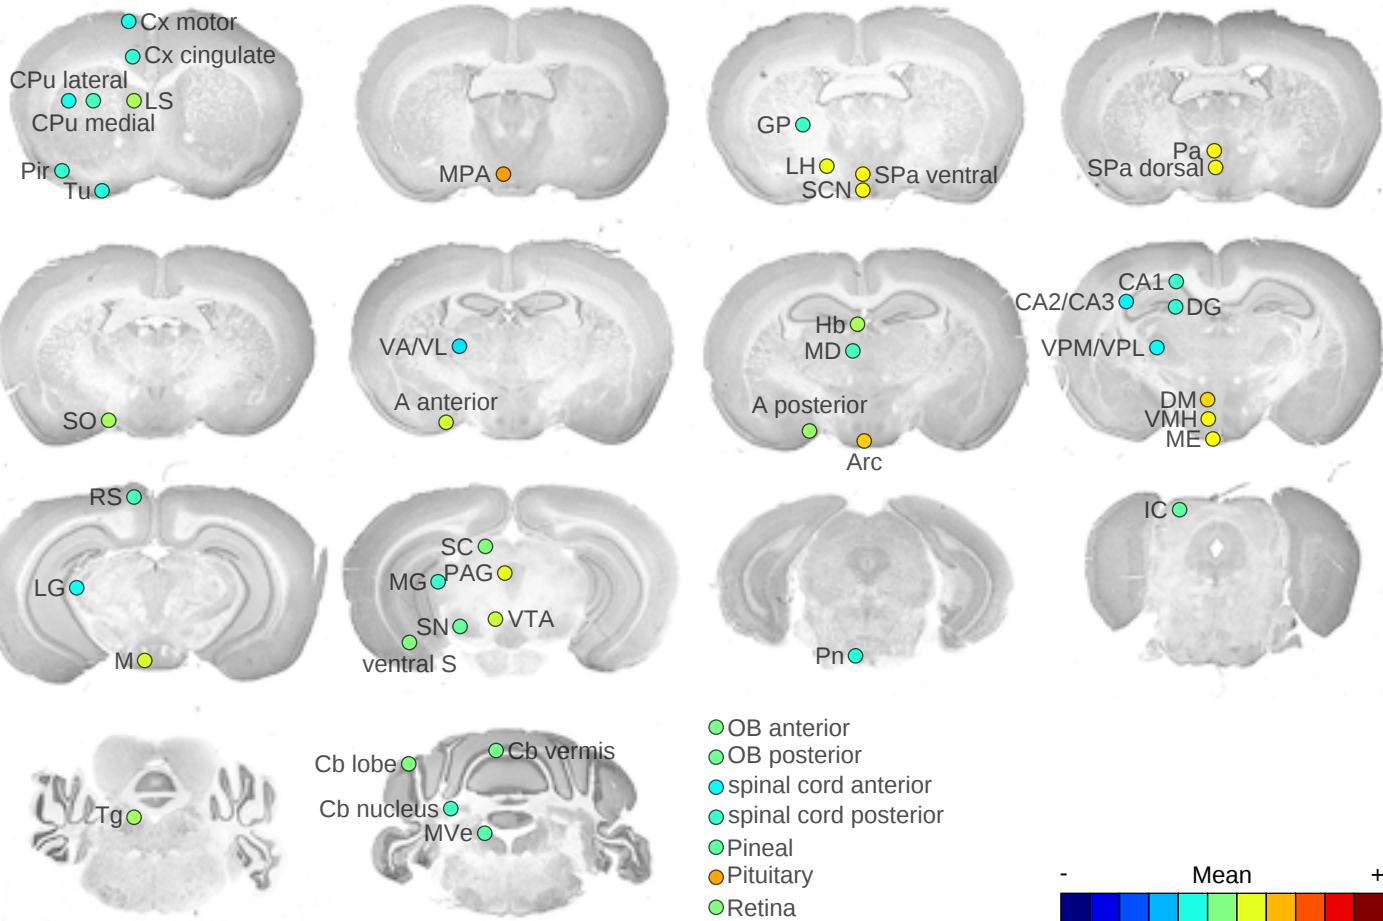 Cx motor
Cx cingulate
CPu lateral
LS
CPu medial
Pir
Tu
MPA
GP
LH
SPa ventral
SCN
Pa
SPa dorsal
SO
VA/VL
A anterior
Hb
MD
A posterior
Arc
CA1
CA2/CA3
DG
VPM/VPL
DM
VMH
ME
RS
LG
M
SC
MG
PAG
SN
VTA
ventral S
Pn
IC
Tg
Cb lobe
Cb vermis
Cb nucleus
MVe
OB anterior
OB posterior
spinal cord anterior
spinal cord posterior
Pineal
Pituitary
Retina
- Mean +